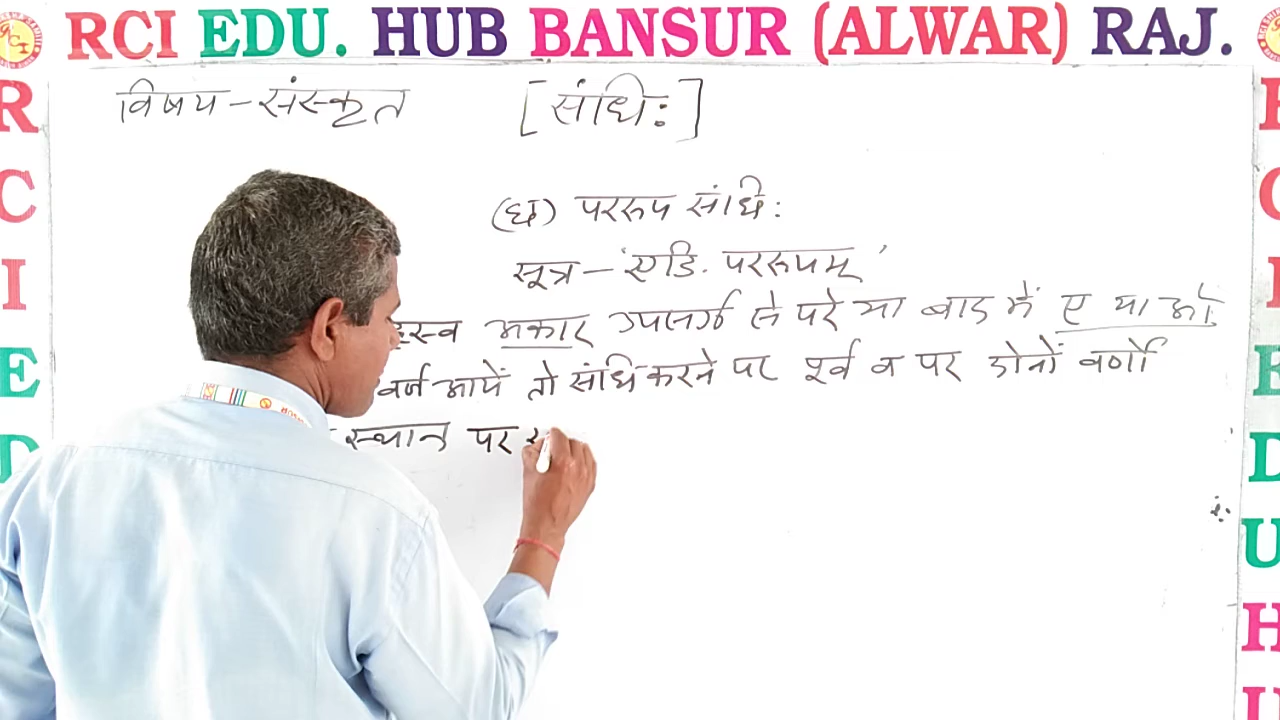 RCI EDU. HUB BANSUR (ALWAR) RAJ.
विषय - संस्कृत [संधिः]
(छ) पररुप संधि:
सूत्र - 'एडि. पररुपम्'
ह्रस्व अकार उपसर्ग से परे या बाद में ए या ओ
वर्ण आयें तो संधि करने पर पूर्व व पर दोनों वर्णों
स्थान पर
R
C
I
E
D
E
D
U
H